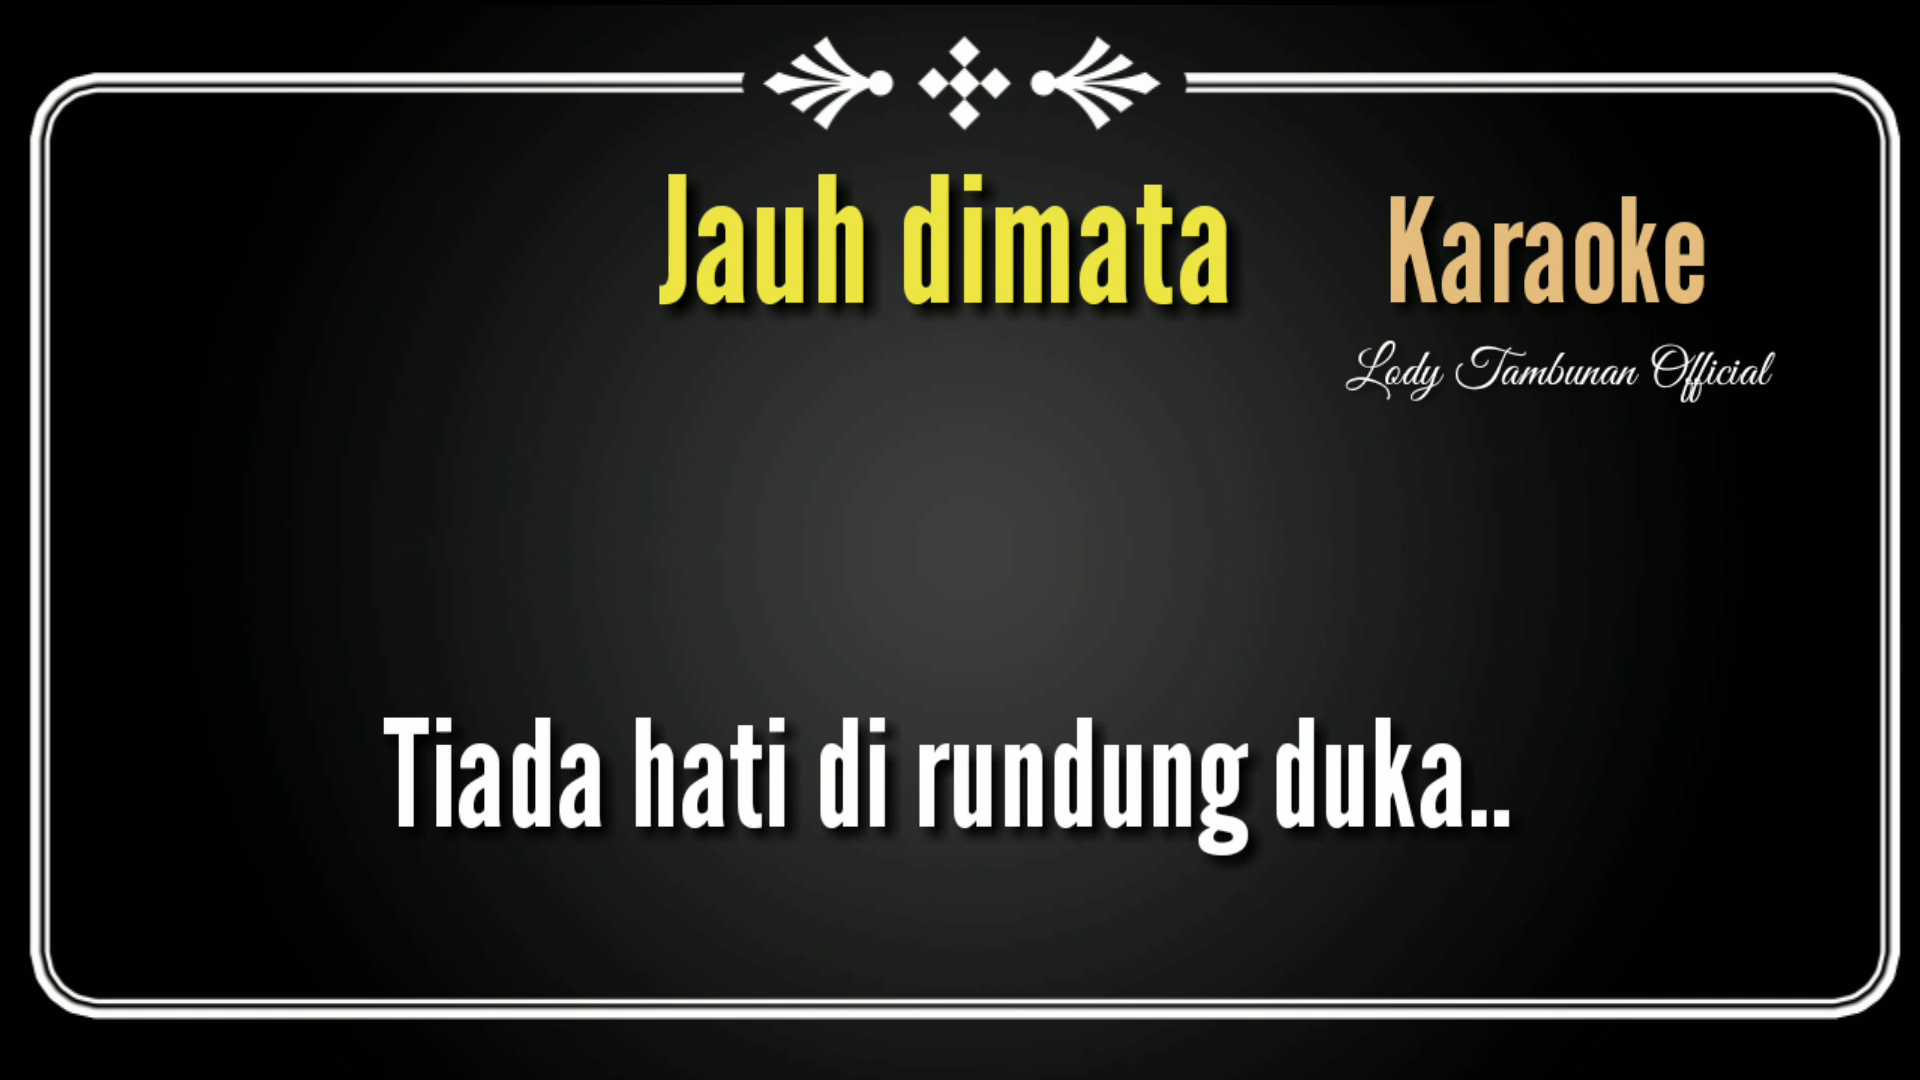 Jauh dimata
Karaoke
Lody Tambunan Official
Tiada hati di rundung duka..